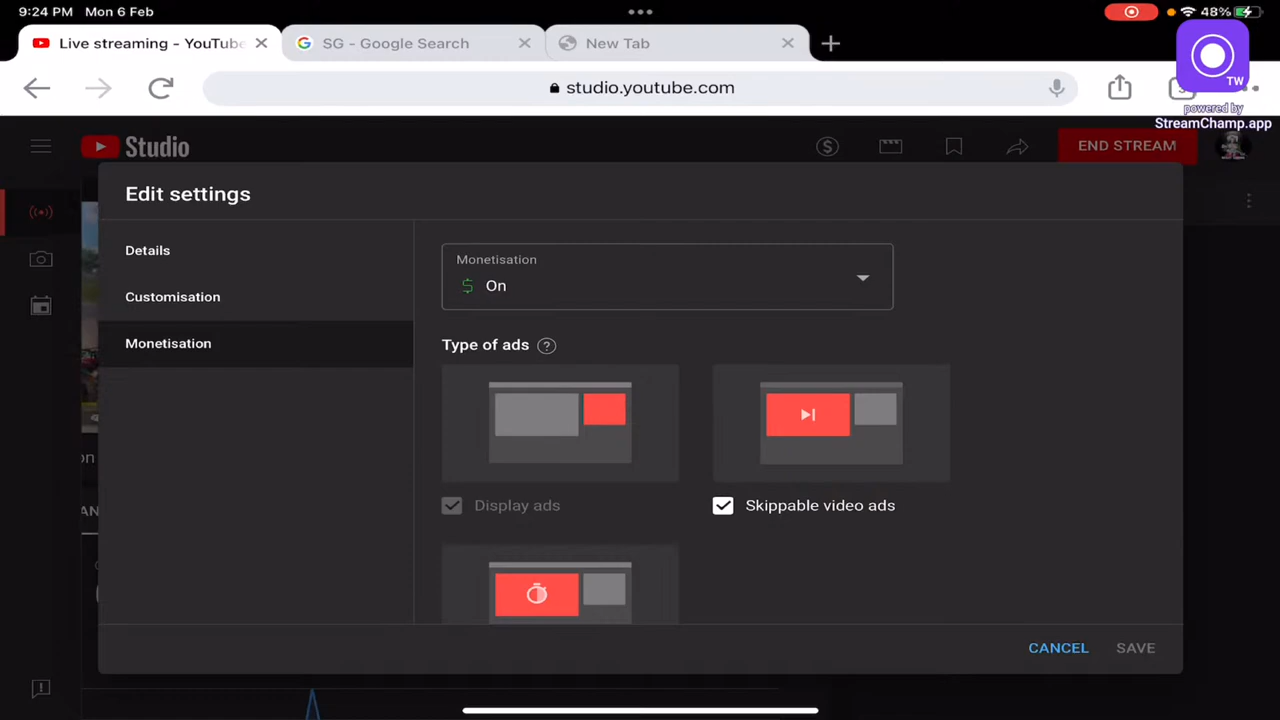 9:24 PM Mon 6 Feb
48%
Live streaming - YouTube
SG - Google Search
New Tab
studio.youtube.com
TW
powered by
StreamChamp.app
Studio
END STREAM
Edit settings
Details
Customisation
Monetisation
Monetisation
$ On
Type of ads ?
Display ads
Skippable video ads
CANCEL
SAVE